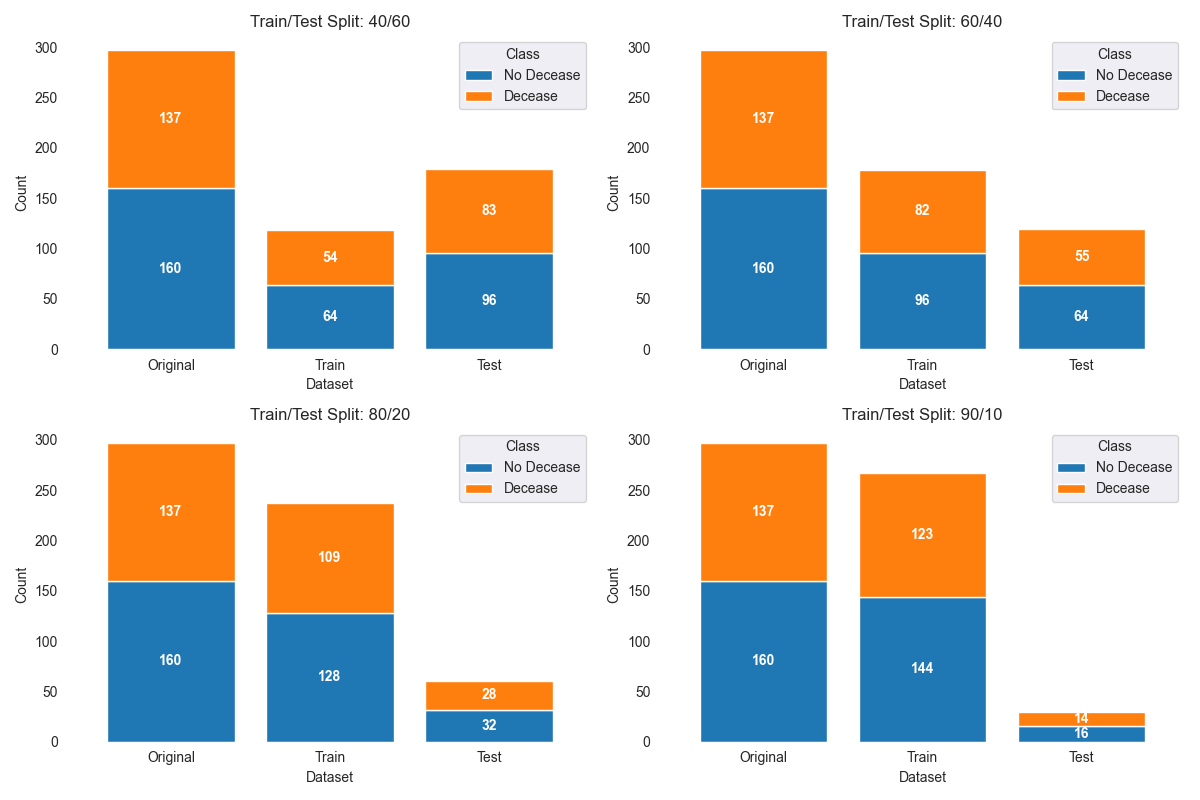 Train/Test Split: 40/60
Class
No Decease
Decease
Count
300
250
200
150
100
50
0
137
160
54
64
83
96
Original
Train
Test
Dataset
Train/Test Split: 60/40
Class
No Decease
Decease
Count
300
250
200
150
100
50
0
137
160
82
96
55
64
Original
Train
Test
Dataset
Train/Test Split: 80/20
Class
No Decease
Decease
Count
300
250
200
150
100
50
0
137
160
109
128
28
32
Original
Train
Test
Dataset
Train/Test Split: 90/10
Class
No Decease
Decease
Count
300
250
200
150
100
50
0
137
160
123
144
14
16
Original
Train
Test
Dataset